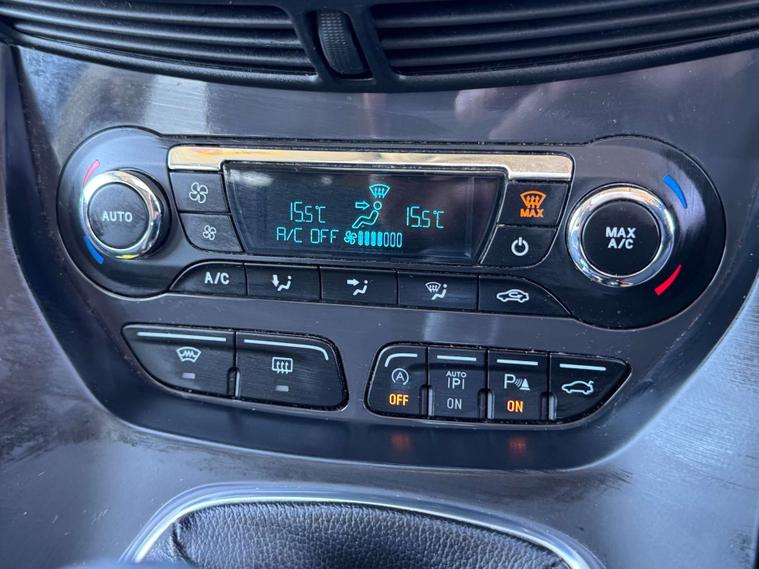 AUTO
15.5°C
15.5°C
A/C OFF
MAX
MAX
A/C
A/C
A
OFF
AUTO
P
ON
P
ON